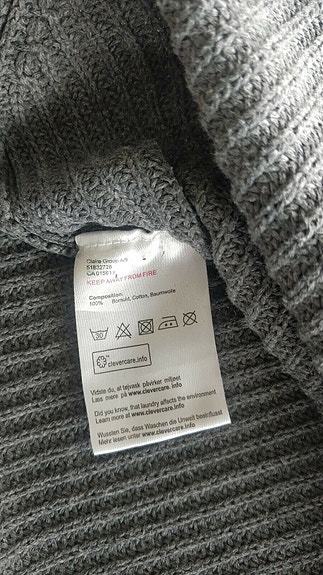 Claire Group A/S
51832728
KEEP AWAY FROM FIRE
Composition:
100% Bomuld, Cotton, Baumwolle
30
clevercare.info
Vidste du, at tøjvask påvirker miljøet
Læs mere på www.clevercare.info
Did you know, that laundry affects the environment
Learn more at www.clevercare.info
Wussten Sie, dass Waschen die Umwelt beeinflusst
Mehr lesen unter www.clevercare.info